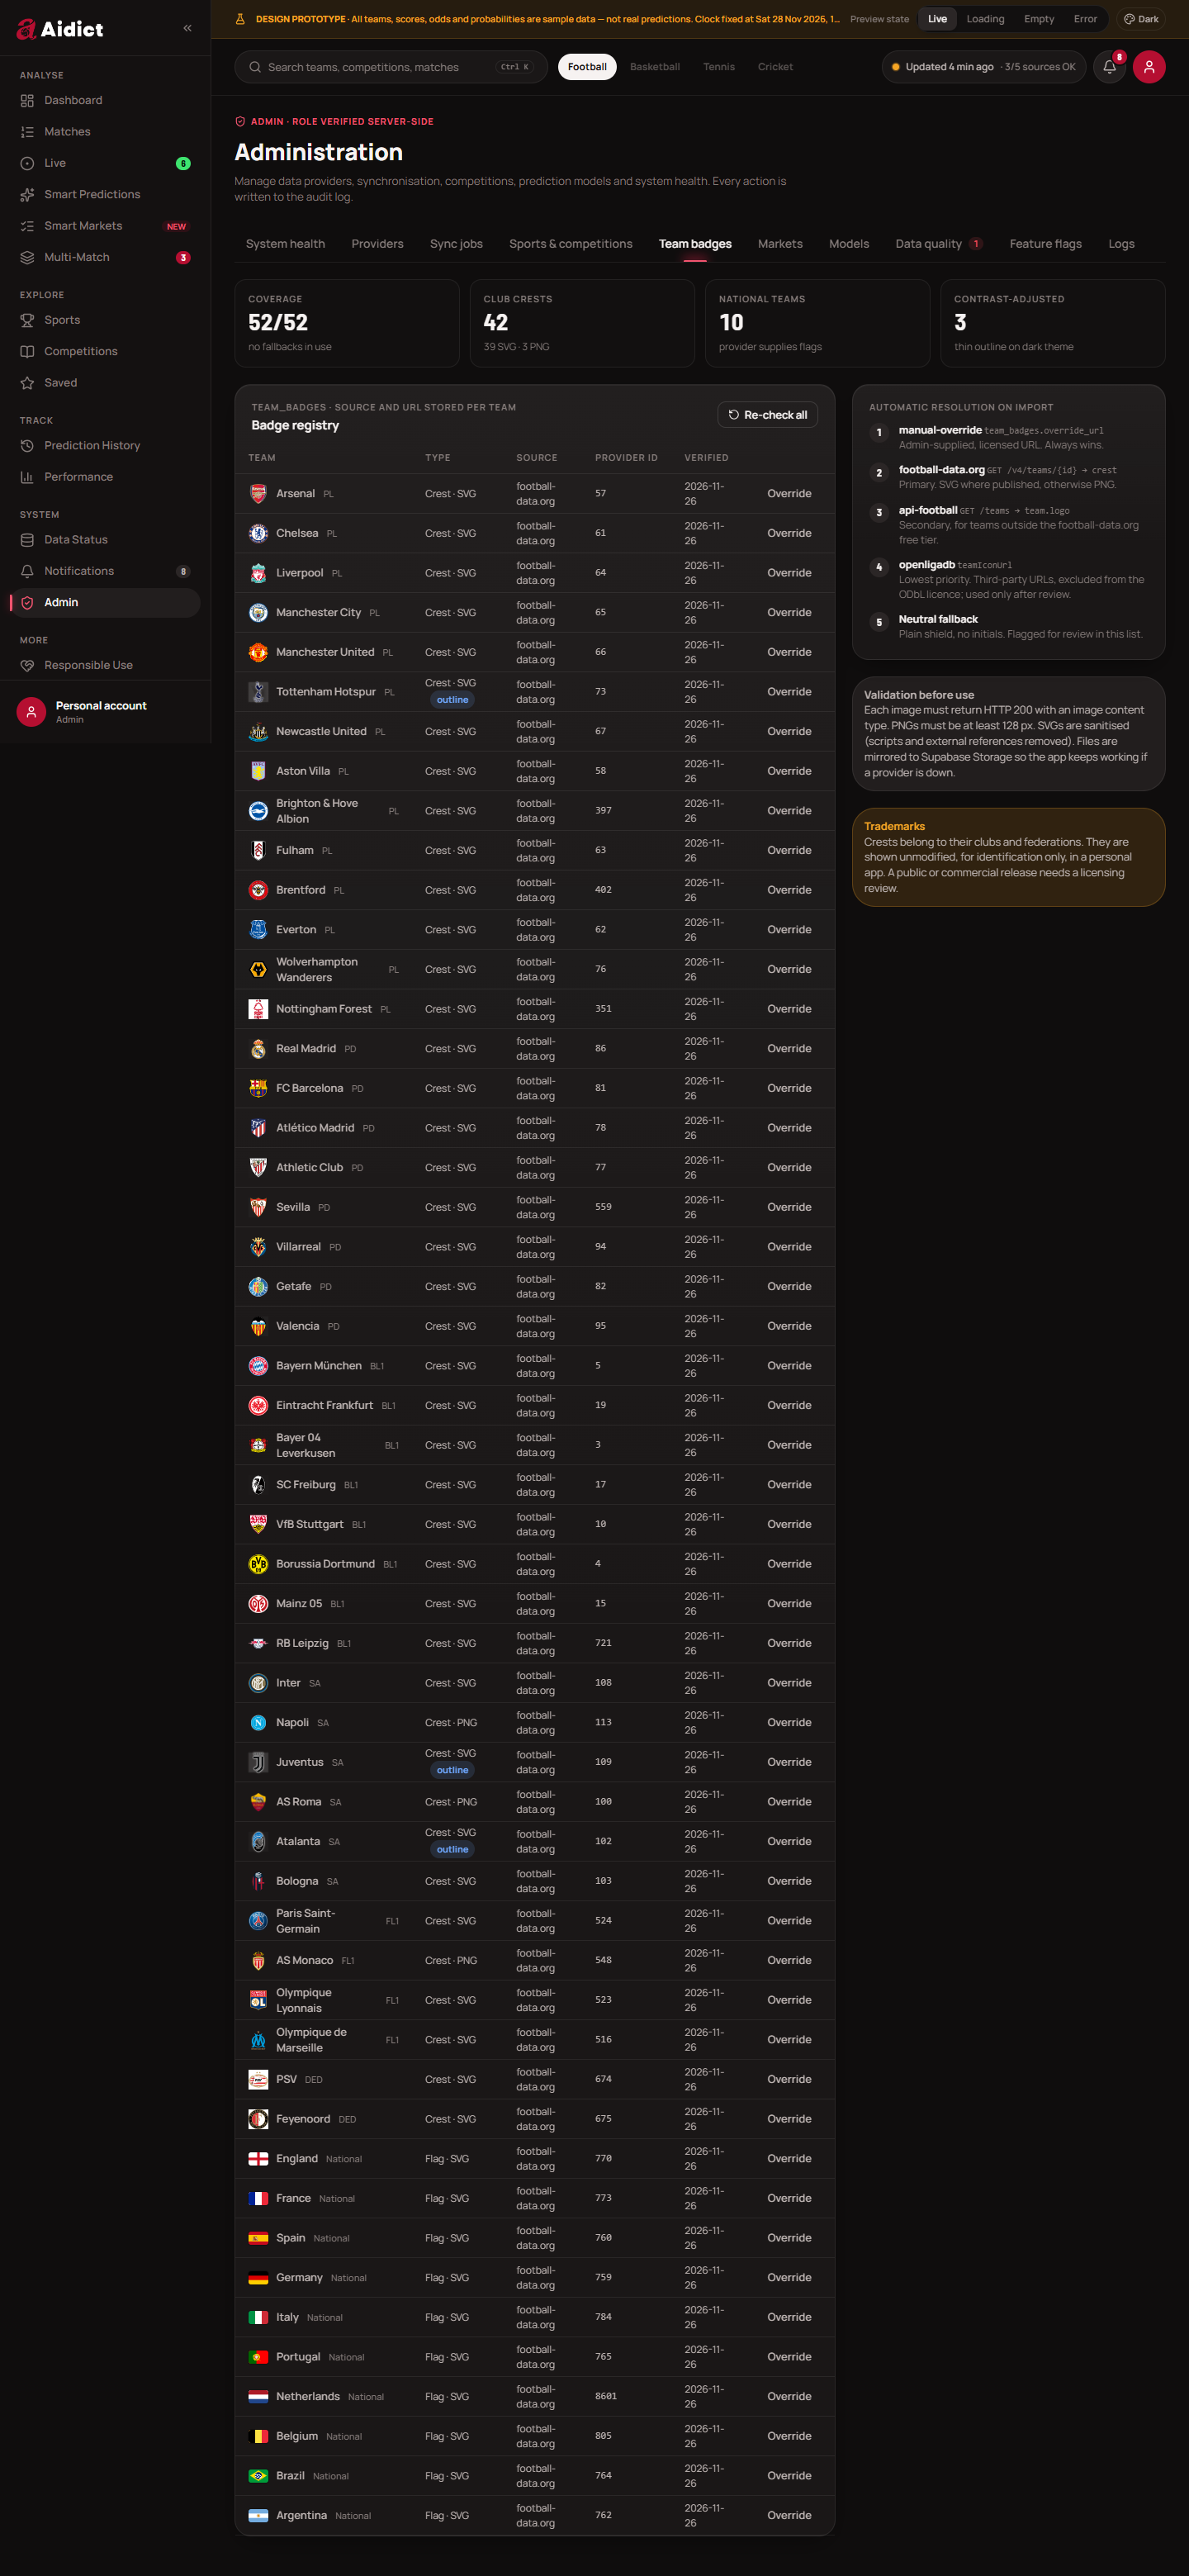 Aidict
ANALYSE
Dashboard
Matches
Live 6
Smart Predictions
Smart Markets NEW
Multi-Match 3
EXPLORE
Sports
Competitions
Saved
TRACK
Prediction History
Performance
SYSTEM
Data Status
Notifications 8
Admin
MORE
Responsible Use
Personal account
Admin
DESIGN PROTOTYPE · All teams, scores, odds and probabilities are sample data — not real predictions. Clock fixed at Sat 28 Nov 2026, 1...
Preview state Live Loading Empty Error Dark
Search teams, competitions, matches Ctrl K
Football Basketball Tennis Cricket
Updated 4 min ago · 3/5 sources OK 8
ADMIN · ROLE VERIFIED SERVER-SIDE
Administration
Manage data providers, synchronisation, competitions, prediction models and system health. Every action is
written to the audit log.
System health Providers Sync jobs Sports & competitions Team badges Markets Models Data quality 1 Feature flags Logs
COVERAGE
52/52
no fallbacks in use
CLUB CRESTS
42
39 SVG · 3 PNG
NATIONAL TEAMS
10
provider supplies flags
CONTRAST-ADJUSTED
3
thin outline on dark theme
TEAM_BADGES · SOURCE AND URL STORED PER TEAM
Badge registry
Re-check all
TEAM TYPE SOURCE PROVIDER ID VERIFIED
Arsenal PL Crest · SVG football-data.org 57 2026-11-26 Override
Chelsea PL Crest · SVG football-data.org 61 2026-11-26 Override
Liverpool PL Crest · SVG football-data.org 64 2026-11-26 Override
Manchester City PL Crest · SVG football-data.org 65 2026-11-26 Override
Manchester United PL Crest · SVG football-data.org 66 2026-11-26 Override
Tottenham Hotspur PL Crest · SVG outline football-data.org 73 2026-11-26 Override
Newcastle United PL Crest · SVG football-data.org 67 2026-11-26 Override
Aston Villa PL Crest · SVG football-data.org 58 2026-11-26 Override
Brighton & Hove Albion PL Crest · SVG football-data.org 397 2026-11-26 Override
Fulham PL Crest · SVG football-data.org 63 2026-11-26 Override
Brentford PL Crest · SVG football-data.org 402 2026-11-26 Override
Everton PL Crest · SVG football-data.org 62 2026-11-26 Override
Wolverhampton Wanderers PL Crest · SVG football-data.org 76 2026-11-26 Override
Nottingham Forest PL Crest · SVG football-data.org 351 2026-11-26 Override
Real Madrid PD Crest · SVG football-data.org 86 2026-11-26 Override
FC Barcelona PD Crest · SVG football-data.org 81 2026-11-26 Override
Atlético Madrid PD Crest · SVG football-data.org 78 2026-11-26 Override
Athletic Club PD Crest · SVG football-data.org 77 2026-11-26 Override
Sevilla PD Crest · SVG football-data.org 559 2026-11-26 Override
Villarreal PD Crest · SVG football-data.org 94 2026-11-26 Override
Getafe PD Crest · SVG football-data.org 82 2026-11-26 Override
Valencia PD Crest · SVG football-data.org 95 2026-11-26 Override
Bayern München BL1 Crest · SVG football-data.org 5 2026-11-26 Override
Eintracht Frankfurt BL1 Crest · SVG football-data.org 19 2026-11-26 Override
Bayer 04 Leverkusen BL1 Crest · SVG football-data.org 3 2026-11-26 Override
SC Freiburg BL1 Crest · SVG football-data.org 17 2026-11-26 Override
VfB Stuttgart BL1 Crest · SVG football-data.org 10 2026-11-26 Override
Borussia Dortmund BL1 Crest · SVG football-data.org 4 2026-11-26 Override
Mainz 05 BL1 Crest · SVG football-data.org 15 2026-11-26 Override
RB Leipzig BL1 Crest · SVG football-data.org 721 2026-11-26 Override
Inter SA Crest · SVG football-data.org 108 2026-11-26 Override
Napoli SA Crest · PNG football-data.org 113 2026-11-26 Override
Juventus SA Crest · SVG outline football-data.org 109 2026-11-26 Override
AS Roma SA Crest · PNG football-data.org 100 2026-11-26 Override
Atalanta SA Crest · SVG outline football-data.org 102 2026-11-26 Override
Bologna SA Crest · SVG football-data.org 103 2026-11-26 Override
Paris Saint-Germain FL1 Crest · SVG football-data.org 524 2026-11-26 Override
AS Monaco FL1 Crest · PNG football-data.org 548 2026-11-26 Override
Olympique Lyonnais FL1 Crest · SVG football-data.org 523 2026-11-26 Override
Olympique de Marseille FL1 Crest · SVG football-data.org 516 2026-11-26 Override
PSV DED Crest · SVG football-data.org 674 2026-11-26 Override
Feyenoord DED Crest · SVG football-data.org 675 2026-11-26 Override
England National Flag · SVG football-data.org 770 2026-11-26 Override
France National Flag · SVG football-data.org 773 2026-11-26 Override
Spain National Flag · SVG football-data.org 760 2026-11-26 Override
Germany National Flag · SVG football-data.org 759 2026-11-26 Override
Italy National Flag · SVG football-data.org 784 2026-11-26 Override
Portugal National Flag · SVG football-data.org 765 2026-11-26 Override
Netherlands National Flag · SVG football-data.org 8601 2026-11-26 Override
Belgium National Flag · SVG football-data.org 805 2026-11-26 Override
Brazil National Flag · SVG football-data.org 764 2026-11-26 Override
Argentina National Flag · SVG football-data.org 762 2026-11-26 Override
AUTOMATIC RESOLUTION ON IMPORT
1 manual-override team_badges.override_url
Admin-supplied, licensed URL. Always wins.
2 football-data.org GET /v4/teams/{id} → crest
Primary. SVG where published, otherwise PNG.
3 api-football GET /teams → team.logo
Secondary, for teams outside the football-data.org
free tier.
4 openligadb teamIconUrl
Lowest priority. Third-party URLs, excluded from the
ODbL licence; used only after review.
5 Neutral fallback
Plain shield, no initials. Flagged for review in this list.
Validation before use
Each image must return HTTP 200 with an image content
type. PNGs must be at least 128 px. SVGs are sanitised
(scripts and external references removed). Files are
mirrored to Supabase Storage so the app keeps working if
a provider is down.
Trademarks
Crests belong to their clubs and federations. They are
shown unmodified, for identification only, in a personal
app. A public or commercial release needs a licensing
review.